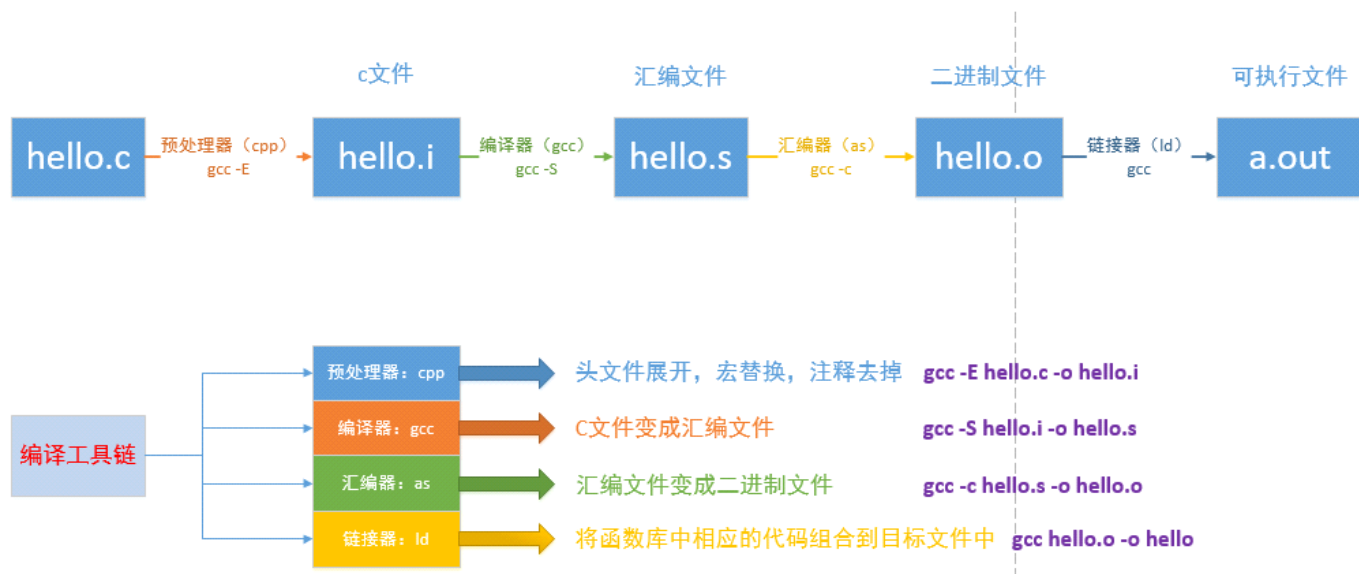 c文件
汇编文件
二进制文件
可执行文件
hello.c
预处理器（cpp）
gcc -E
hello.i
编译器（gcc）
gcc -S
hello.s
汇编器（as）
gcc -c
hello.o
链接器（ld）
gcc
a.out
编译工具链
预处理器：cpp
头文件展开，宏替换，注释去掉
gcc -E hello.c -o hello.i
编译器：gcc
C文件变成汇编文件
gcc -S hello.i -o hello.s
汇编器：as
汇编文件变成二进制文件
gcc -c hello.s -o hello.o
链接器：ld
将函数库中相应的代码组合到目标文件中
gcc hello.o -o hello